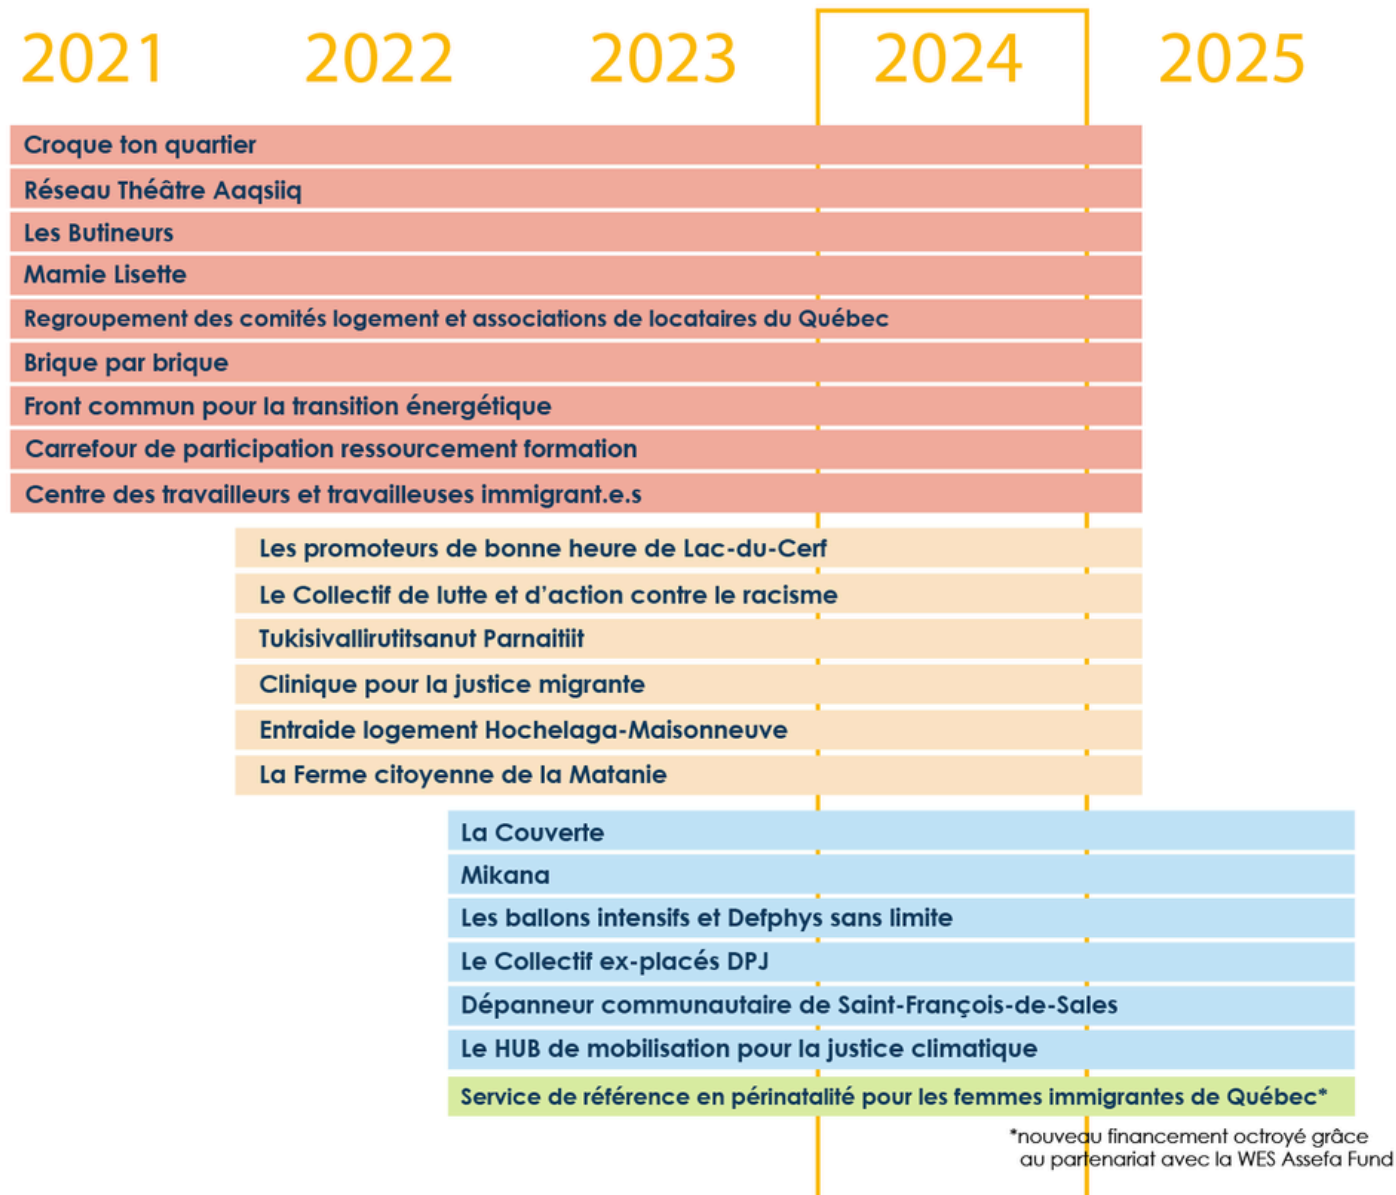 2021 2022 2023 2024 2025
Croque ton quartier
Réseau Théâtre Aaqsiiq
Les Butineurs
Mamie Lisette
Regroupement des comités logement et associations de locataires du Québec
Brique par brique
Front commun pour la transition énergétique
Carrefour de participation ressourcement formation
Centre des travailleurs et travailleuses immigrant.e.s
Les promoteurs de bonne heure de Lac-du-Cerf
Le Collectif de lutte et d’action contre le racisme
Tukisivallirutitsanut Parnaitiit
Clinique pour la justice migrante
Entraide logement Hochelaga-Maisonneuve
La Ferme citoyenne de la Matanie
La Couverte
Mikana
Les ballons intensifs et Defphys sans limite
Le Collectif ex-placés DPJ
Dépanneur communautaire de Saint-François-de-Sales
Le HUB de mobilisation pour la justice climatique
Service de référence en périnatalité pour les femmes immigrantes de Québec*
*nouveau financement octroyé grâce
au partenariat avec la WES Assefa Fund